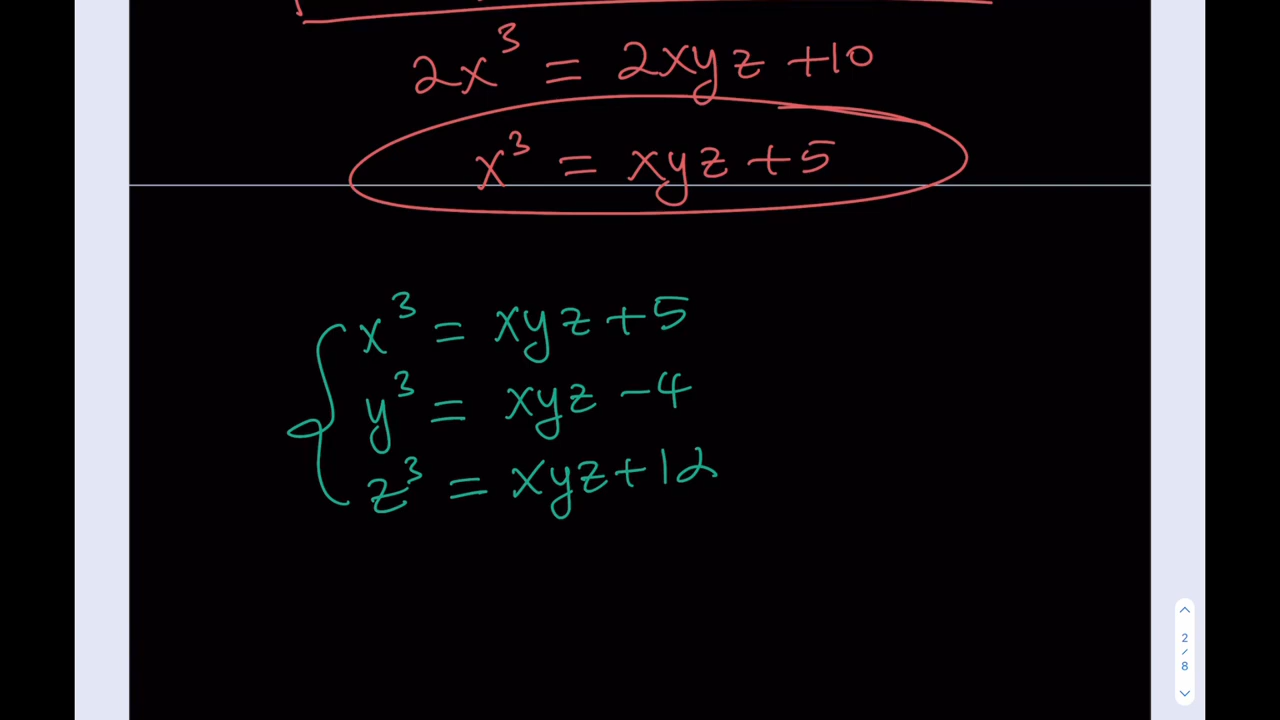 2x³ = 2xyz + 10
x³ = xyz + 5
x³ = xyz + 5
y³ = xyz - 4
z³ = xyz + 12
2
/
8